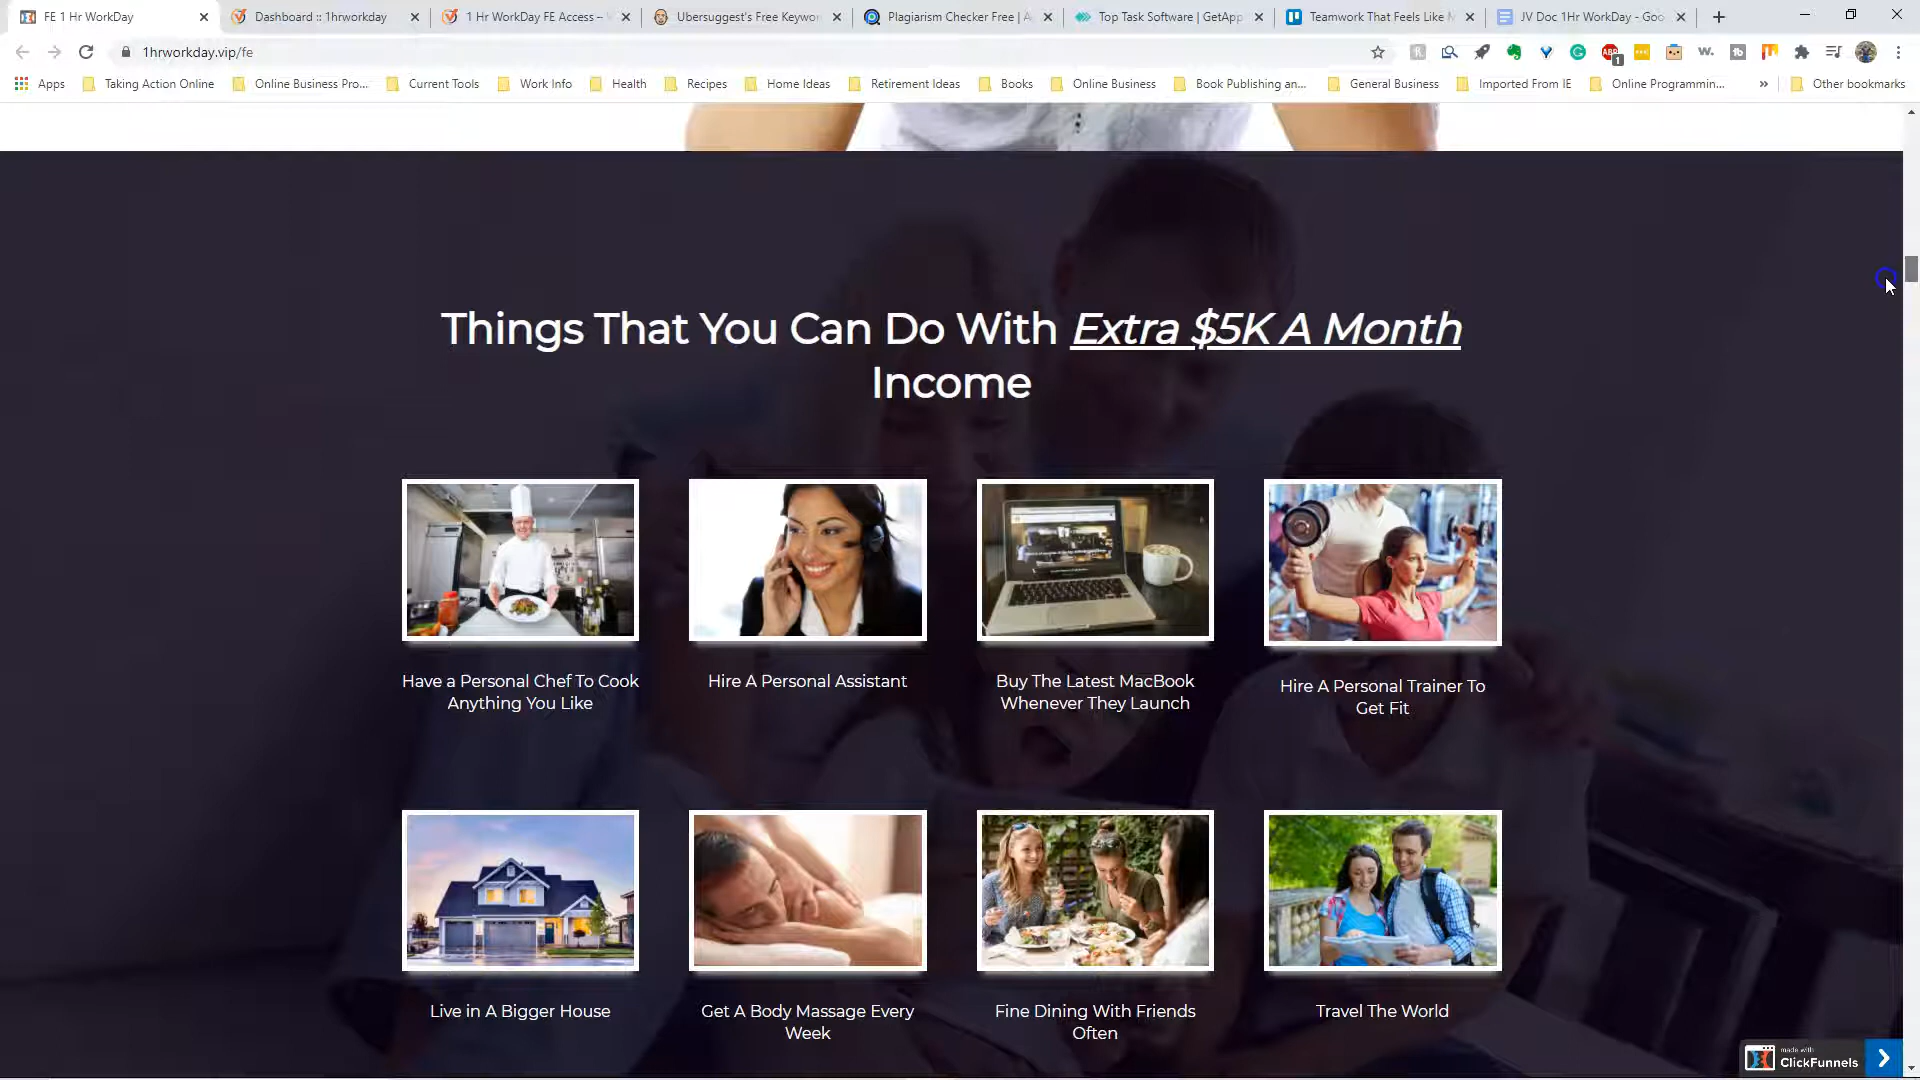 FE 1 Hr WorkDay
Dashboard :: 1hrworkday
1 Hr WorkDay FE Access –
Ubersuggest's Free Keywor
Plagiarism Checker Free | A
Top Task Software | GetApp
Teamwork That Feels Like M
JV Doc 1Hr WorkDay - Goo
1hrworkday.vip/fe
Apps
Taking Action Online
Online Business Pro...
Current Tools
Work Info
Health
Recipes
Home Ideas
Retirement Ideas
Books
Online Business
Book Publishing an...
General Business
Imported From IE
Online Programmin...
Other bookmarks
Things That You Can Do With Extra $5K A Month
Income
Have a Personal Chef To Cook
Anything You Like
Hire A Personal Assistant
Buy The Latest MacBook
Whenever They Launch
Hire A Personal Trainer To
Get Fit
Live in A Bigger House
Get A Body Massage Every
Week
Fine Dining With Friends
Often
Travel The World
made with
ClickFunnels